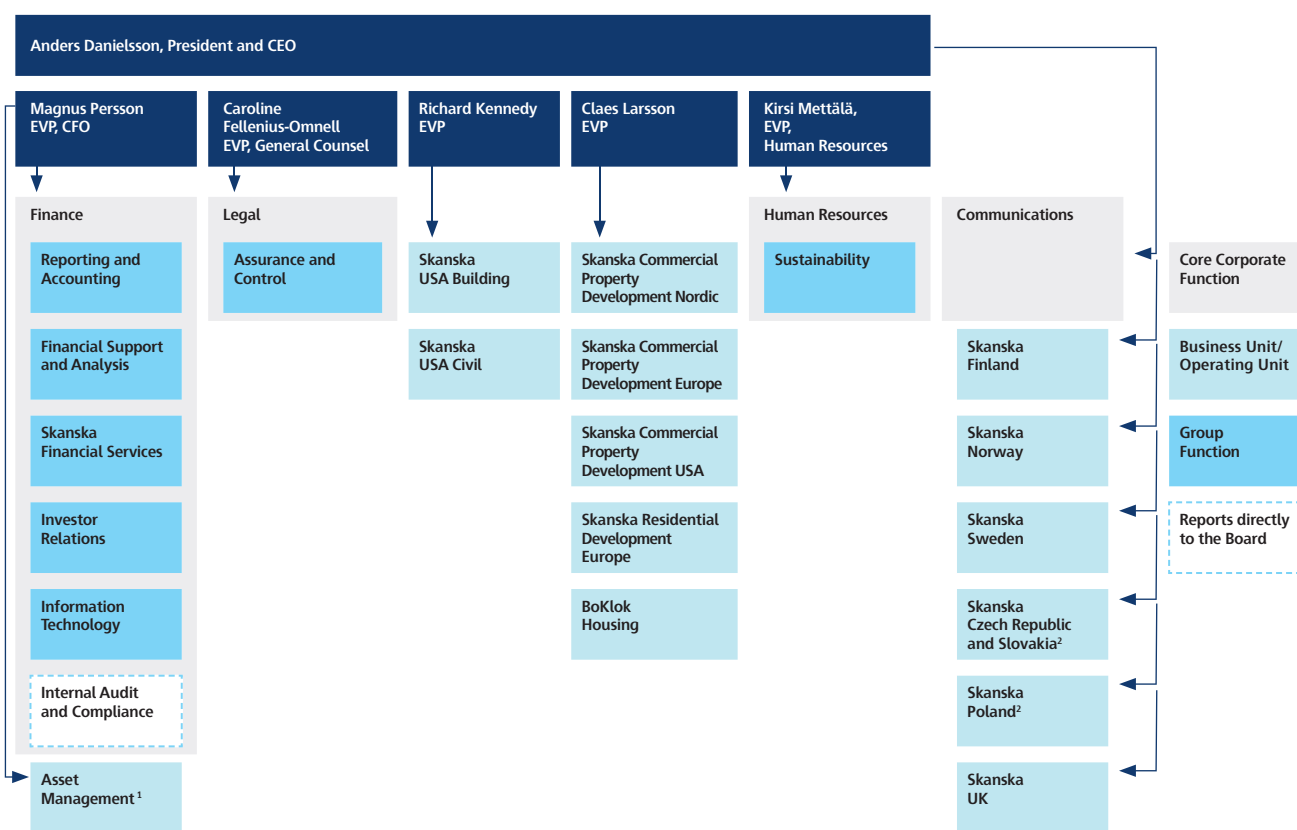 Anders Danielsson, President and CEO
Magnus Persson
EVP, CFO
Caroline
Fellenius-Omnell
EVP, General Counsel
Richard Kennedy
EVP
Claes Larsson
EVP
Kirsi Mettälä,
EVP,
Human Resources
Finance
Reporting and
Accounting
Financial Support
and Analysis
Skanska
Financial Services
Investor
Relations
Information
Technology
Internal Audit
and Compliance
Asset
Management ¹
Legal
Assurance and
Control
Skanska
USA Building
Skanska
USA Civil
Skanska Commercial
Property
Development Nordic
Skanska Commercial
Property
Development Europe
Skanska Commercial
Property
Development USA
Skanska Residential
Development
Europe
BoKlok
Housing
Human Resources
Sustainability
Communications
Skanska
Finland
Skanska
Norway
Skanska
Sweden
Skanska
Czech Republic
and Slovakia²
Skanska
Poland²
Skanska
UK
Core Corporate
Function
Business Unit/
Operating Unit
Group
Function
Reports directly
to the Board